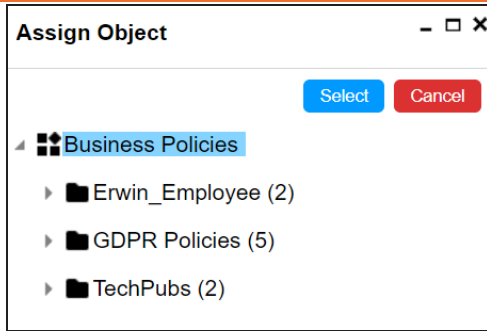 Assign Object
Select Cancel
Business Policies
Erwin_Employee (2)
GDPR Policies (5)
TechPubs (2)